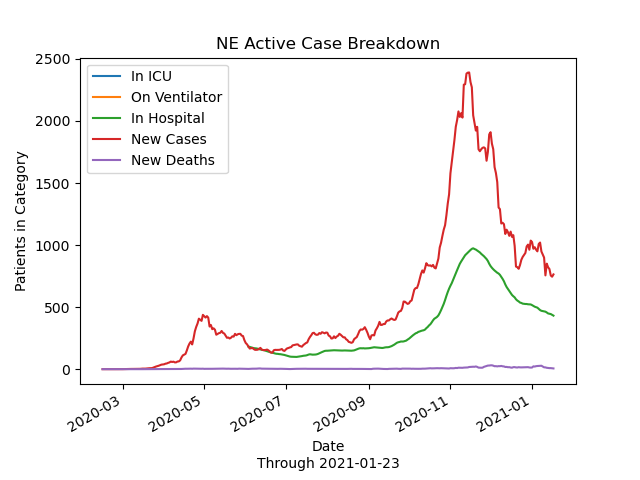 NE Active Case Breakdown
In ICU
On Ventilator
In Hospital
New Cases
New Deaths
Patients in Category
2500
2000
1500
1000
500
0
2020-03
2020-05
2020-07
2020-09
2020-11
2021-01
Date
Through 2021-01-23